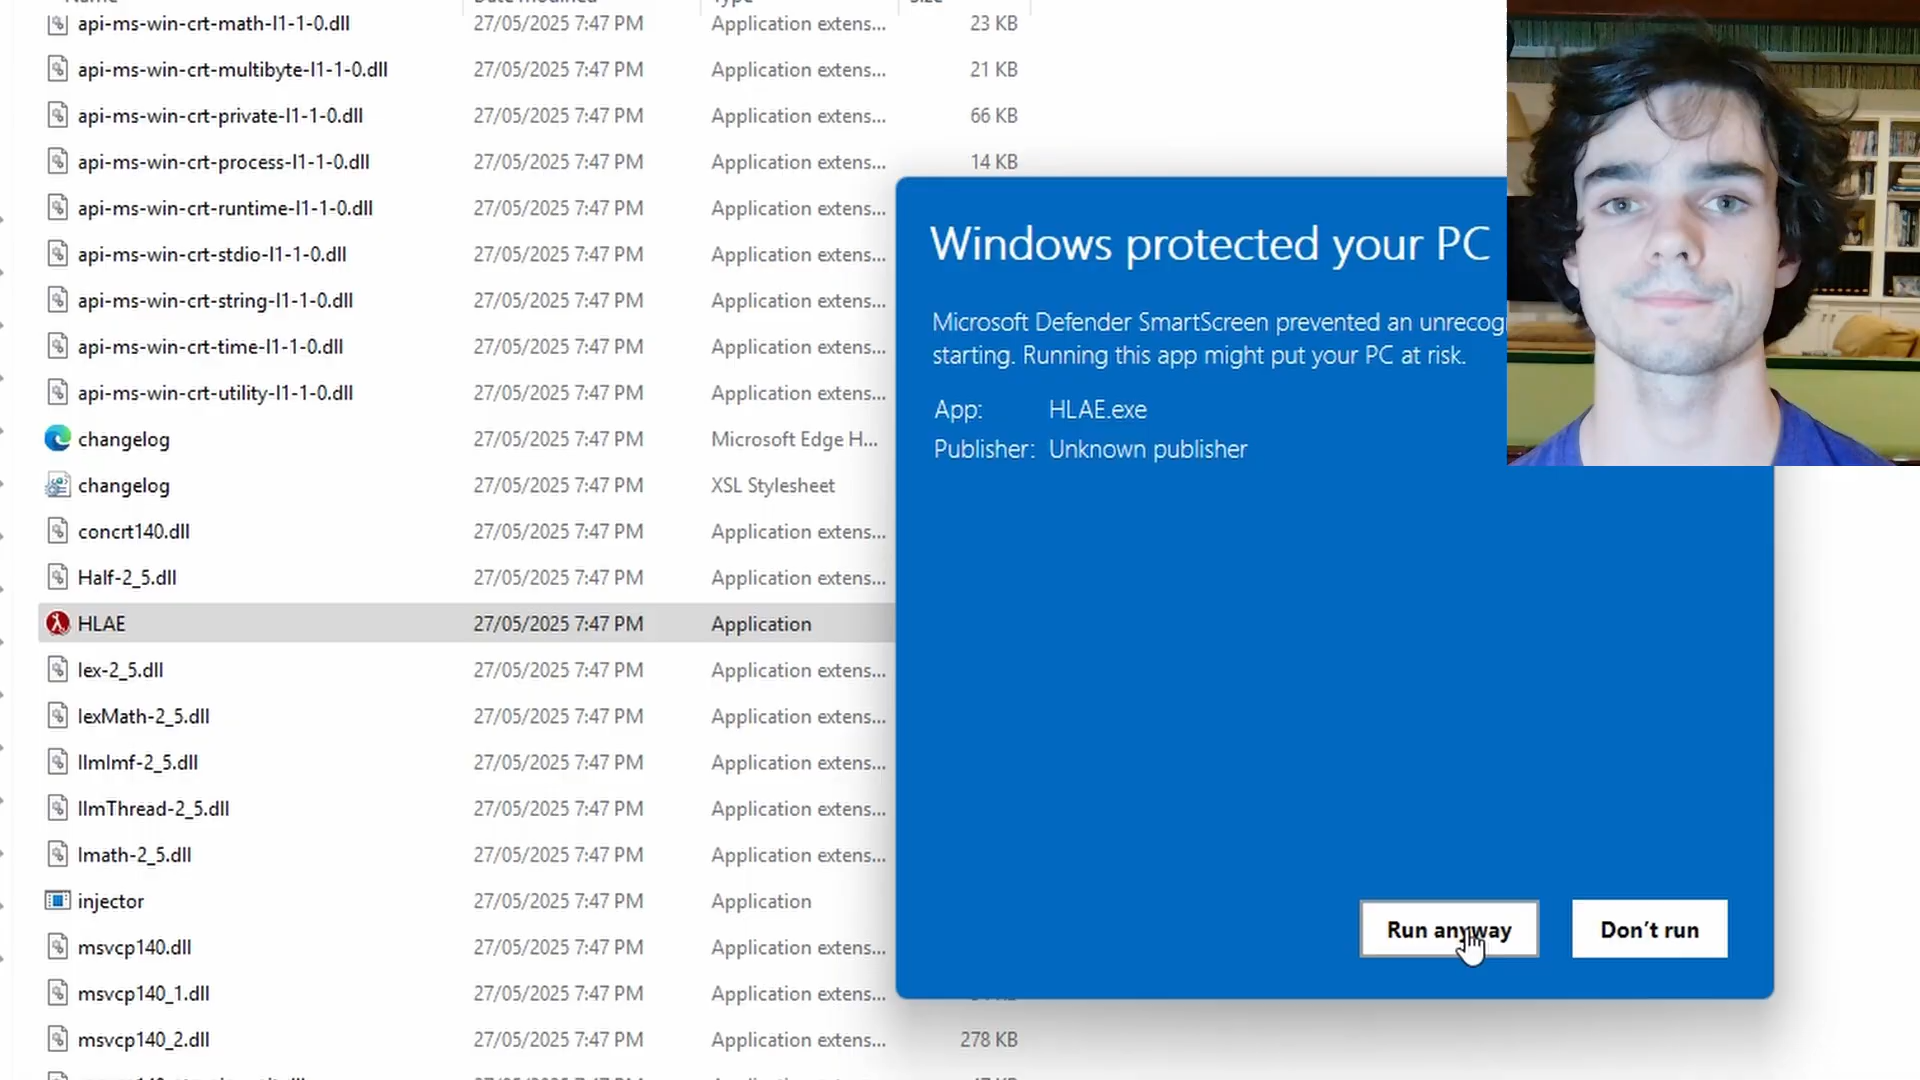 api-ms-win-crt-math-l1-1-0.dll 27/05/2025 7:47 PM Application extens... 23 KB
api-ms-win-crt-multibyte-l1-1-0.dll 27/05/2025 7:47 PM Application extens... 21 KB
api-ms-win-crt-private-l1-1-0.dll 27/05/2025 7:47 PM Application extens... 66 KB
api-ms-win-crt-process-l1-1-0.dll 27/05/2025 7:47 PM Application extens... 14 KB
api-ms-win-crt-runtime-l1-1-0.dll 27/05/2025 7:47 PM Application extens...
api-ms-win-crt-stdio-l1-1-0.dll 27/05/2025 7:47 PM Application extens...
api-ms-win-crt-string-l1-1-0.dll 27/05/2025 7:47 PM Application extens...
api-ms-win-crt-time-l1-1-0.dll 27/05/2025 7:47 PM Application extens...
api-ms-win-crt-utility-l1-1-0.dll 27/05/2025 7:47 PM Application extens...
changelog 27/05/2025 7:47 PM Microsoft Edge H...
changelog 27/05/2025 7:47 PM XSL Stylesheet
concrt140.dll 27/05/2025 7:47 PM Application extens...
Half-2_5.dll 27/05/2025 7:47 PM Application extens...
HLAE 27/05/2025 7:47 PM Application
Iex-2_5.dll 27/05/2025 7:47 PM Application extens...
IexMath-2_5.dll 27/05/2025 7:47 PM Application extens...
IlmImf-2_5.dll 27/05/2025 7:47 PM Application extens...
IlmThread-2_5.dll 27/05/2025 7:47 PM Application extens...
Imath-2_5.dll 27/05/2025 7:47 PM Application extens...
injector 27/05/2025 7:47 PM Application
msvcp140.dll 27/05/2025 7:47 PM Application extens...
msvcp140_1.dll 27/05/2025 7:47 PM Application extens...
msvcp140_2.dll 27/05/2025 7:47 PM Application extens... 278 KB
Windows protected your PC
Microsoft Defender SmartScreen prevented an unrecog
starting. Running this app might put your PC at risk.
App: HLAE.exe
Publisher: Unknown publisher
Run anyway
Don't run